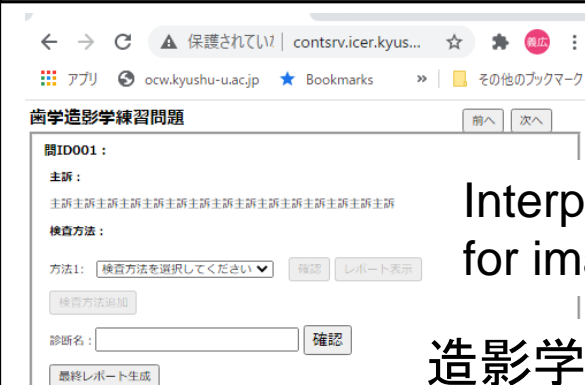 保護されていな | contsrv.icer.kyus...
義広
アプリ ocw.kyushu-u.ac.jp Bookmarks » その他のブックマーク
歯学造影学練習問題 前へ 次へ
問ID001：
主訴：
主訴主訴主訴主訴主訴主訴主訴主訴主訴主訴主訴主訴主訴主訴主訴主訴
検査方法：
方法1: 検査方法を選択してください 確認 レポート表示
検査方法追加
診断名： 確認
最終レポート生成
Interp
for ima
造影学